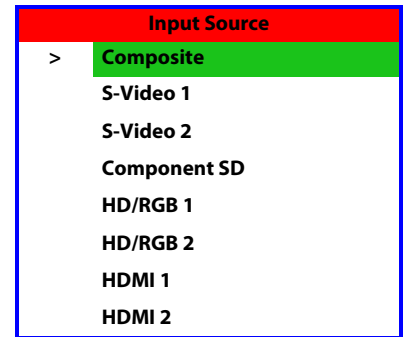 Input Source
> Composite
S-Video 1
S-Video 2
Component SD
HD/RGB 1
HD/RGB 2
HDMI 1
HDMI 2